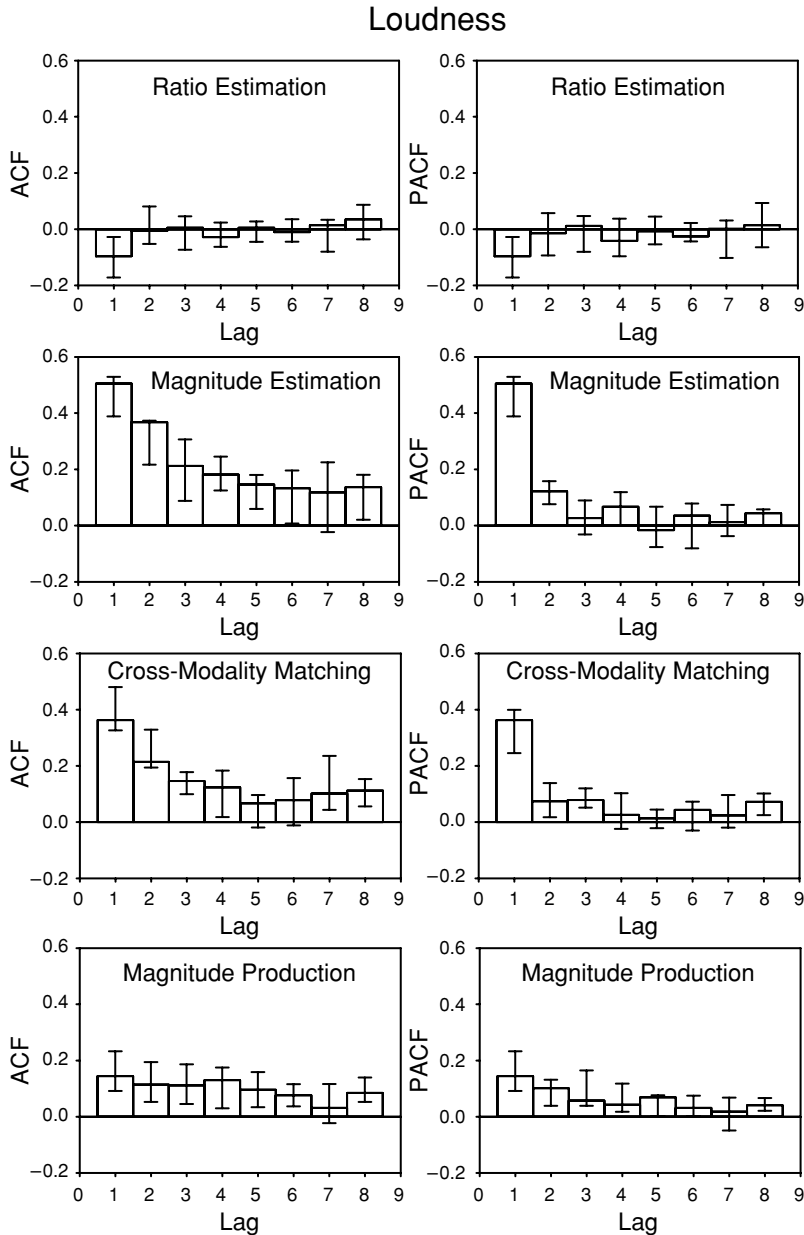 Loudness
Ratio Estimation
ACF
0.6
0.4
0.2
0.0
−0.2
0 1 2 3 4 5 6 7 8 9
Lag
Ratio Estimation
PACF
0.6
0.4
0.2
0.0
−0.2
0 1 2 3 4 5 6 7 8 9
Lag
Magnitude Estimation
ACF
0.6
0.4
0.2
0.0
−0.2
0 1 2 3 4 5 6 7 8 9
Lag
Magnitude Estimation
PACF
0.6
0.4
0.2
0.0
−0.2
0 1 2 3 4 5 6 7 8 9
Lag
Cross-Modality Matching
ACF
0.6
0.4
0.2
0.0
−0.2
0 1 2 3 4 5 6 7 8 9
Lag
Cross-Modality Matching
PACF
0.6
0.4
0.2
0.0
−0.2
0 1 2 3 4 5 6 7 8 9
Lag
Magnitude Production
ACF
0.6
0.4
0.2
0.0
−0.2
0 1 2 3 4 5 6 7 8 9
Lag
Magnitude Production
PACF
0.6
0.4
0.2
0.0
−0.2
0 1 2 3 4 5 6 7 8 9
Lag